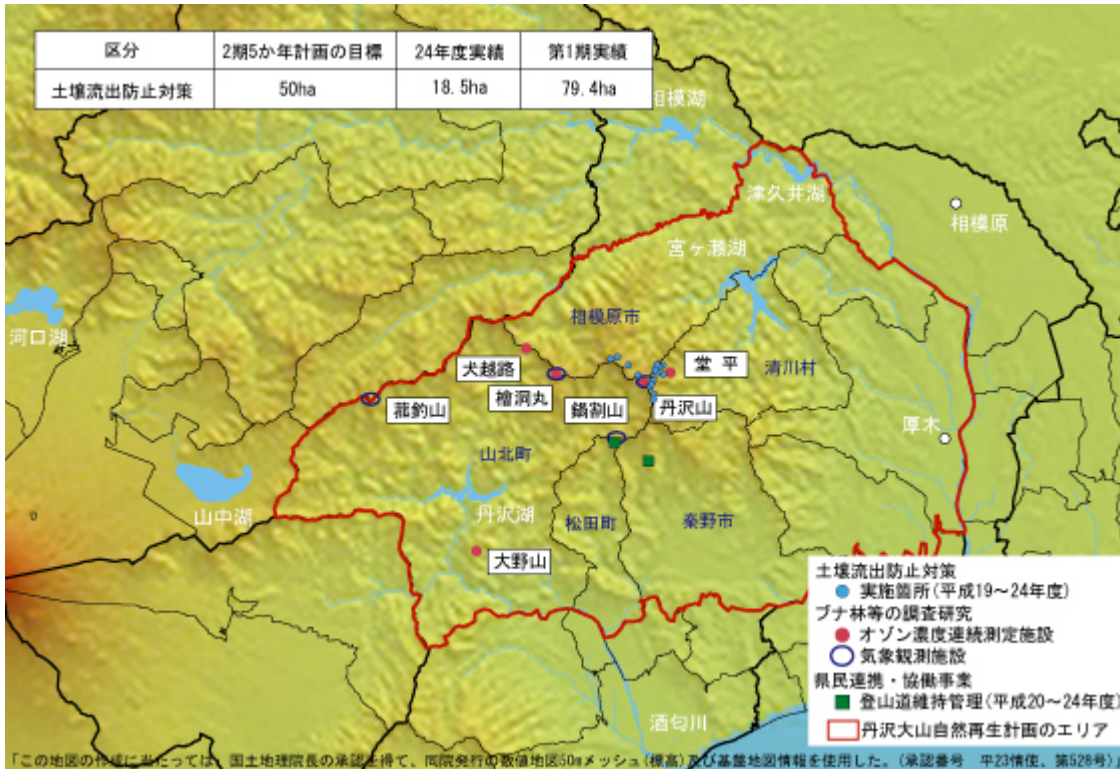 区分 2期5か年計画の目標 24年度実績 第1期実績
土壌流出防止対策 50ha 18.5ha 79.4ha
相模湖
津久井湖
相模原
宮ヶ瀬湖
河口湖
相模原市
犬越路
堂平
清川村
檜洞丸
菰釣山
鍋割山
丹沢山
厚木
山北町
山中湖
丹沢湖
松田町
秦野市
大野山
酒匂川
土壌流出防止対策
実施箇所(平成19～24年度)
ブナ林等の調査研究
オゾン濃度連続測定施設
気象観測施設
県民連携・協働事業
登山道維持管理(平成20～24年度)
丹沢大山自然再生計画のエリア
「この地図の作成に当たっては、国土地理院長の承認を得て、同院発行の数値地図50mメッシュ(標高)及び基盤地図情報を使用した。(承認番号 平23情使、第528号)